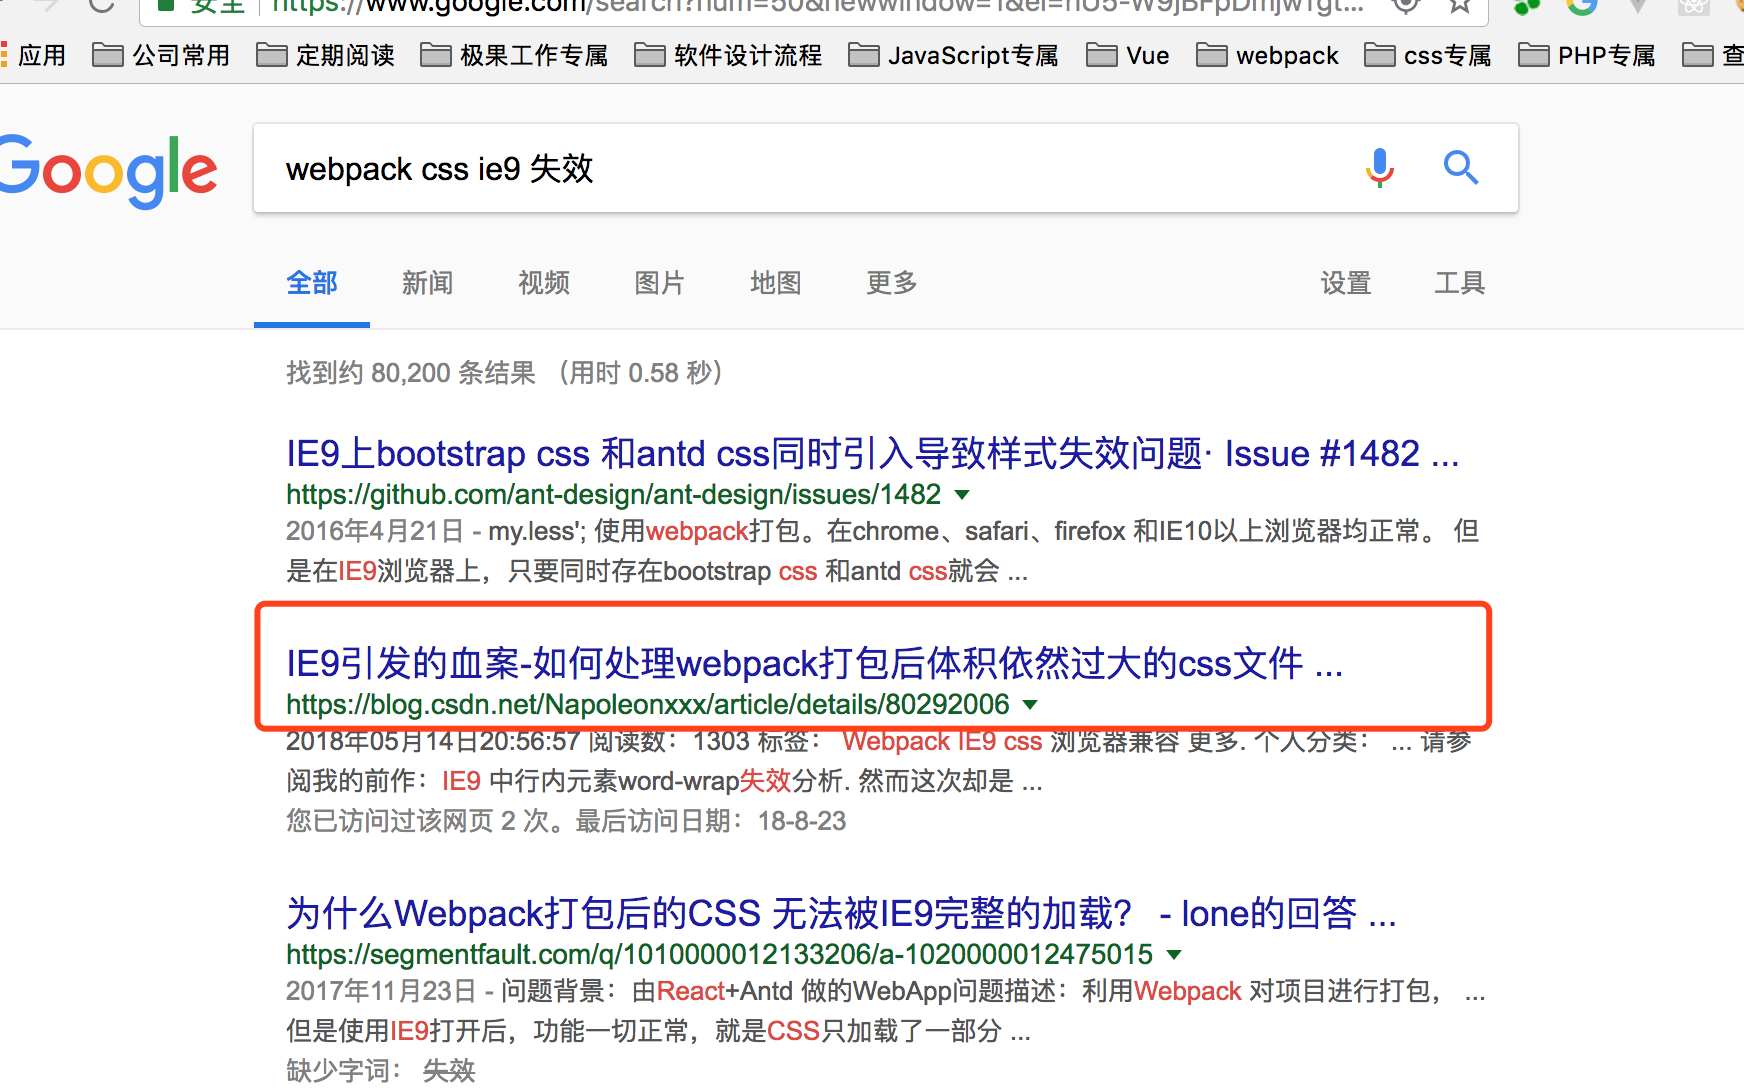 安全 https://www.google.com/search?num=50&newwindow=1&ei=
应用 公司常用 定期阅读 极果工作专属 软件设计流程 JavaScript专属 Vue webpack css专属 PHP专属 查
Google
webpack css ie9 失效
全部 新闻 视频 图片 地图 更多 设置 工具
找到约 80,200 条结果 （用时 0.58 秒）
IE9上bootstrap css 和antd css同时引入导致样式失效问题· Issue #1482 ...
https://github.com/ant-design/ant-design/issues/1482
2016年4月21日 - my.less'; 使用webpack打包。在chrome、safari、firefox 和IE10以上浏览器均正常。 但
是在IE9浏览器上，只要同时存在bootstrap css 和antd css就会 ...
IE9引发的血案-如何处理webpack打包后体积依然过大的css文件 ...
https://blog.csdn.net/Napoleonxxx/article/details/80292006
2018年05月14日20:56:57 阅读数：1303 标签： Webpack IE9 css 浏览器兼容 更多. 个人分类： ... 请参
阅我的前作：IE9 中行内元素word-wrap失效分析. 然而这次却是 ...
您已访问过该网页 2 次。最后访问日期：18-8-23
为什么Webpack打包后的CSS 无法被IE9完整的加载？ - lone的回答 ...
https://segmentfault.com/q/1010000012133206/a-1020000012475015
2017年11月23日 - 问题背景：由React+Antd 做的WebApp问题描述：利用Webpack 对项目进行打包， ...
但是使用IE9打开后，功能一切正常，就是CSS只加载了一部分 ...
缺少字词： 失效